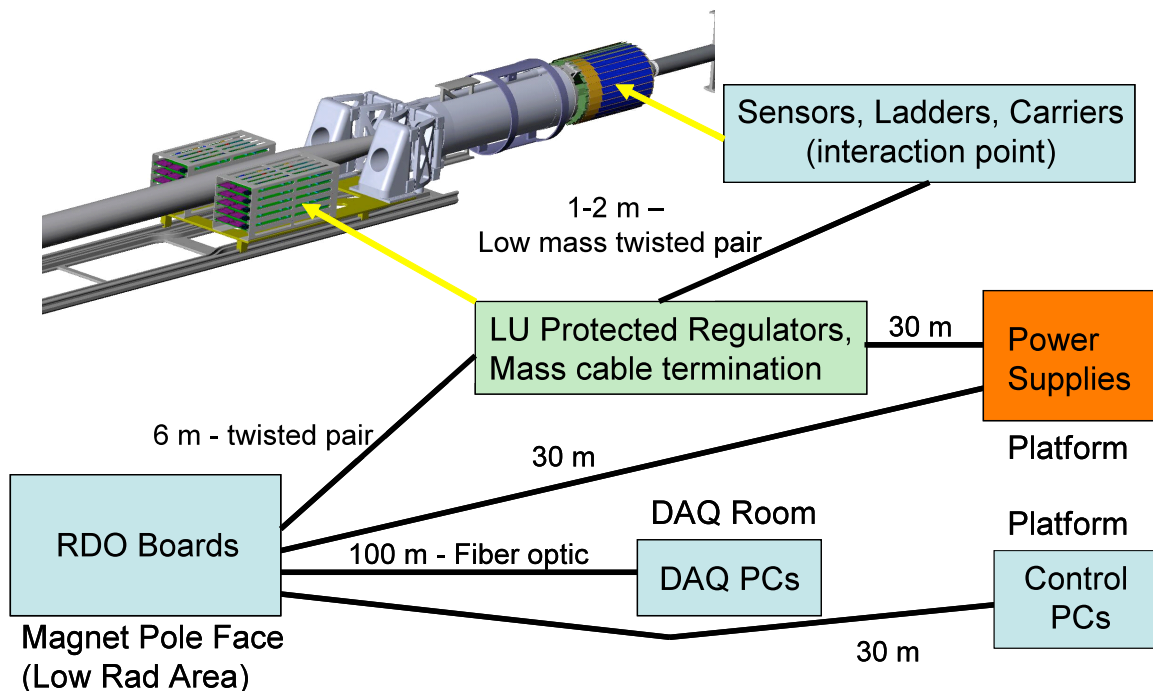 Sensors, Ladders, Carriers
(interaction point)
1-2 m –
Low mass twisted pair
LU Protected Regulators,
Mass cable termination
30 m
Power
Supplies
Platform
6 m - twisted pair
30 m
RDO Boards
Magnet Pole Face
(Low Rad Area)
100 m - Fiber optic
DAQ Room
DAQ PCs
Platform
Control
PCs
30 m